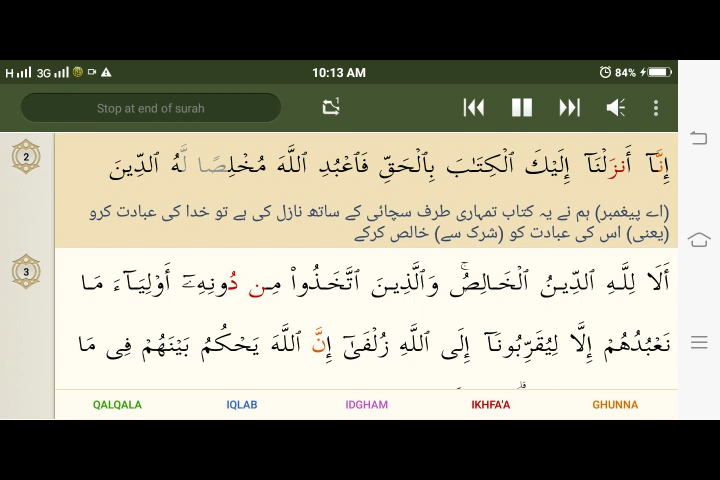 H 3G 10:13 AM 84%
Stop at end of surah
2
إِنَّآ أَنزَلْنَآ إِلَيْكَ ٱلْكِتَٰبَ بِٱلْحَقِّ فَٱعْبُدِ ٱللَّهَ مُخْلِصًا لَّهُ ٱلدِّينَ
(اے پیغمبر) ہم نے یہ کتاب تمہاری طرف سچائی کے ساتھ نازل کی ہے تو خدا کی عبادت کرو
(یعنی) اس کی عبادت کو (شرک سے) خالص کرکے
3
أَلَا لِلَّهِ ٱلدِّينُ ٱلْخَالِصُ ۚ وَٱلَّذِينَ ٱتَّخَذُوا۟ مِن دُونِهِۦٓ أَوْلِيَآءَ مَا
نَعْبُدُهُمْ إِلَّا لِيُقَرِّبُونَآ إِلَى ٱللَّهِ زُلْفَىٰٓ إِنَّ ٱللَّهَ يَحْكُمُ بَيْنَهُمْ فِى مَا
QALQALA IQLAB IDGHAM IKHFA'A GHUNNA